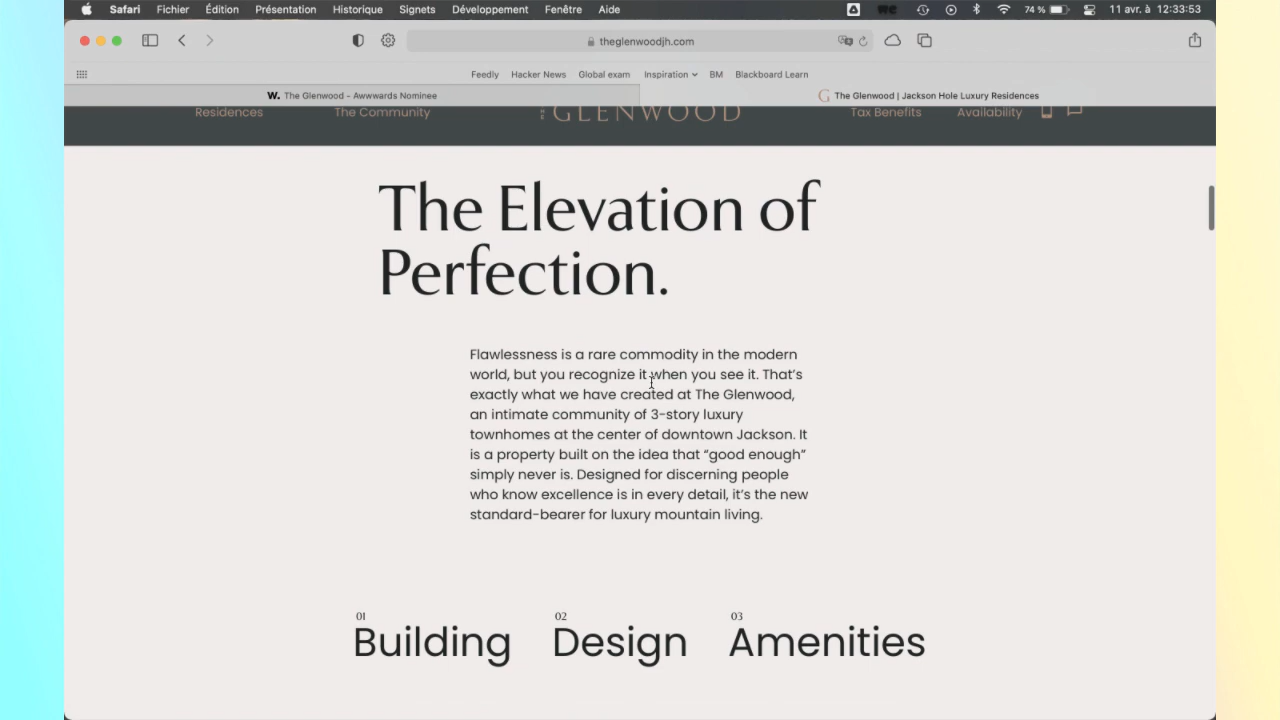 Safari Fichier Édition Présentation Historique Signets Développement Fenêtre Aide 74 % 11 avr. à 12:33:53
theglenwoodjh.com
Feedly Hacker News Global exam Inspiration BM Blackboard Learn
W. The Glenwood - Awwwards Nominee G The Glenwood | Jackson Hole Luxury Residences
Residences The Community GLENWOOD Tax Benefits Availability
The Elevation of
Perfection.
Flawlessness is a rare commodity in the modern
world, but you recognize it when you see it. That’s
exactly what we have created at The Glenwood,
an intimate community of 3-story luxury
townhomes at the center of downtown Jackson. It
is a property built on the idea that “good enough”
simply never is. Designed for discerning people
who know excellence is in every detail, it’s the new
standard-bearer for luxury mountain living.
01 02 03
Building Design Amenities